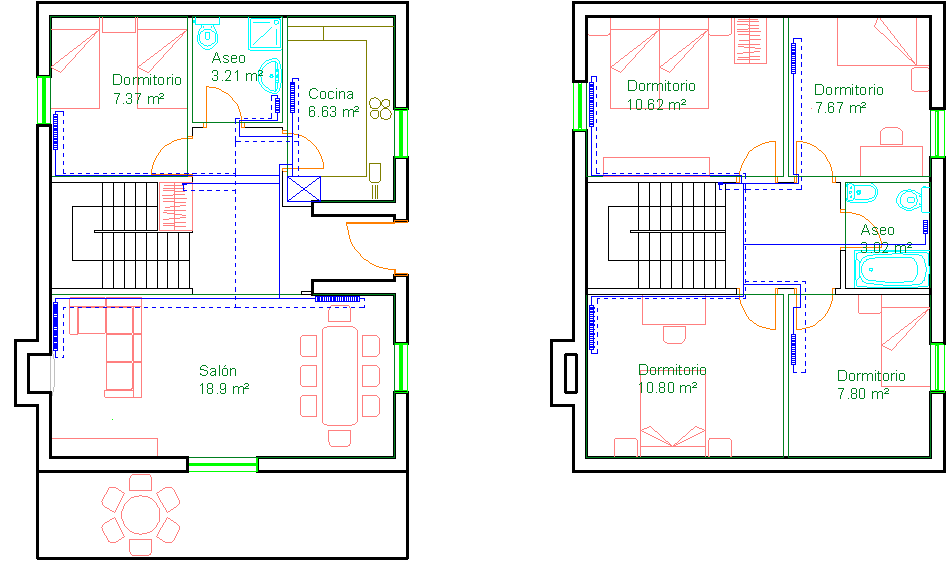 Dormitorio
7.37 m²
Aseo
3.21 m²
Cocina
6.63 m²
Salón
18.9 m²
Dormitorio
10.62 m²
Dormitorio
7.67 m²
Aseo
3.02 m²
Dormitorio
10.80 m²
Dormitorio
7.80 m²